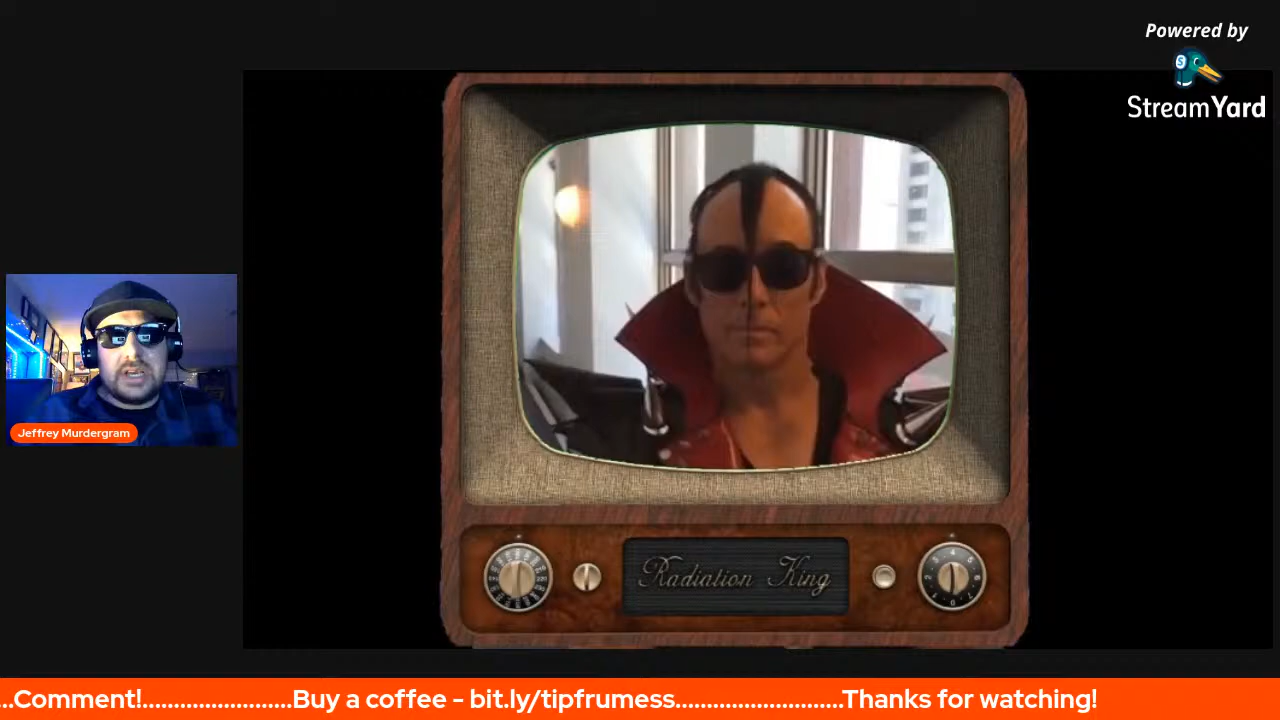 Powered by
StreamYard
Jeffrey Murdergram
Radiation King
...Comment!........................Buy a coffee - bit.ly/tipfrumess...........................Thanks for watching!